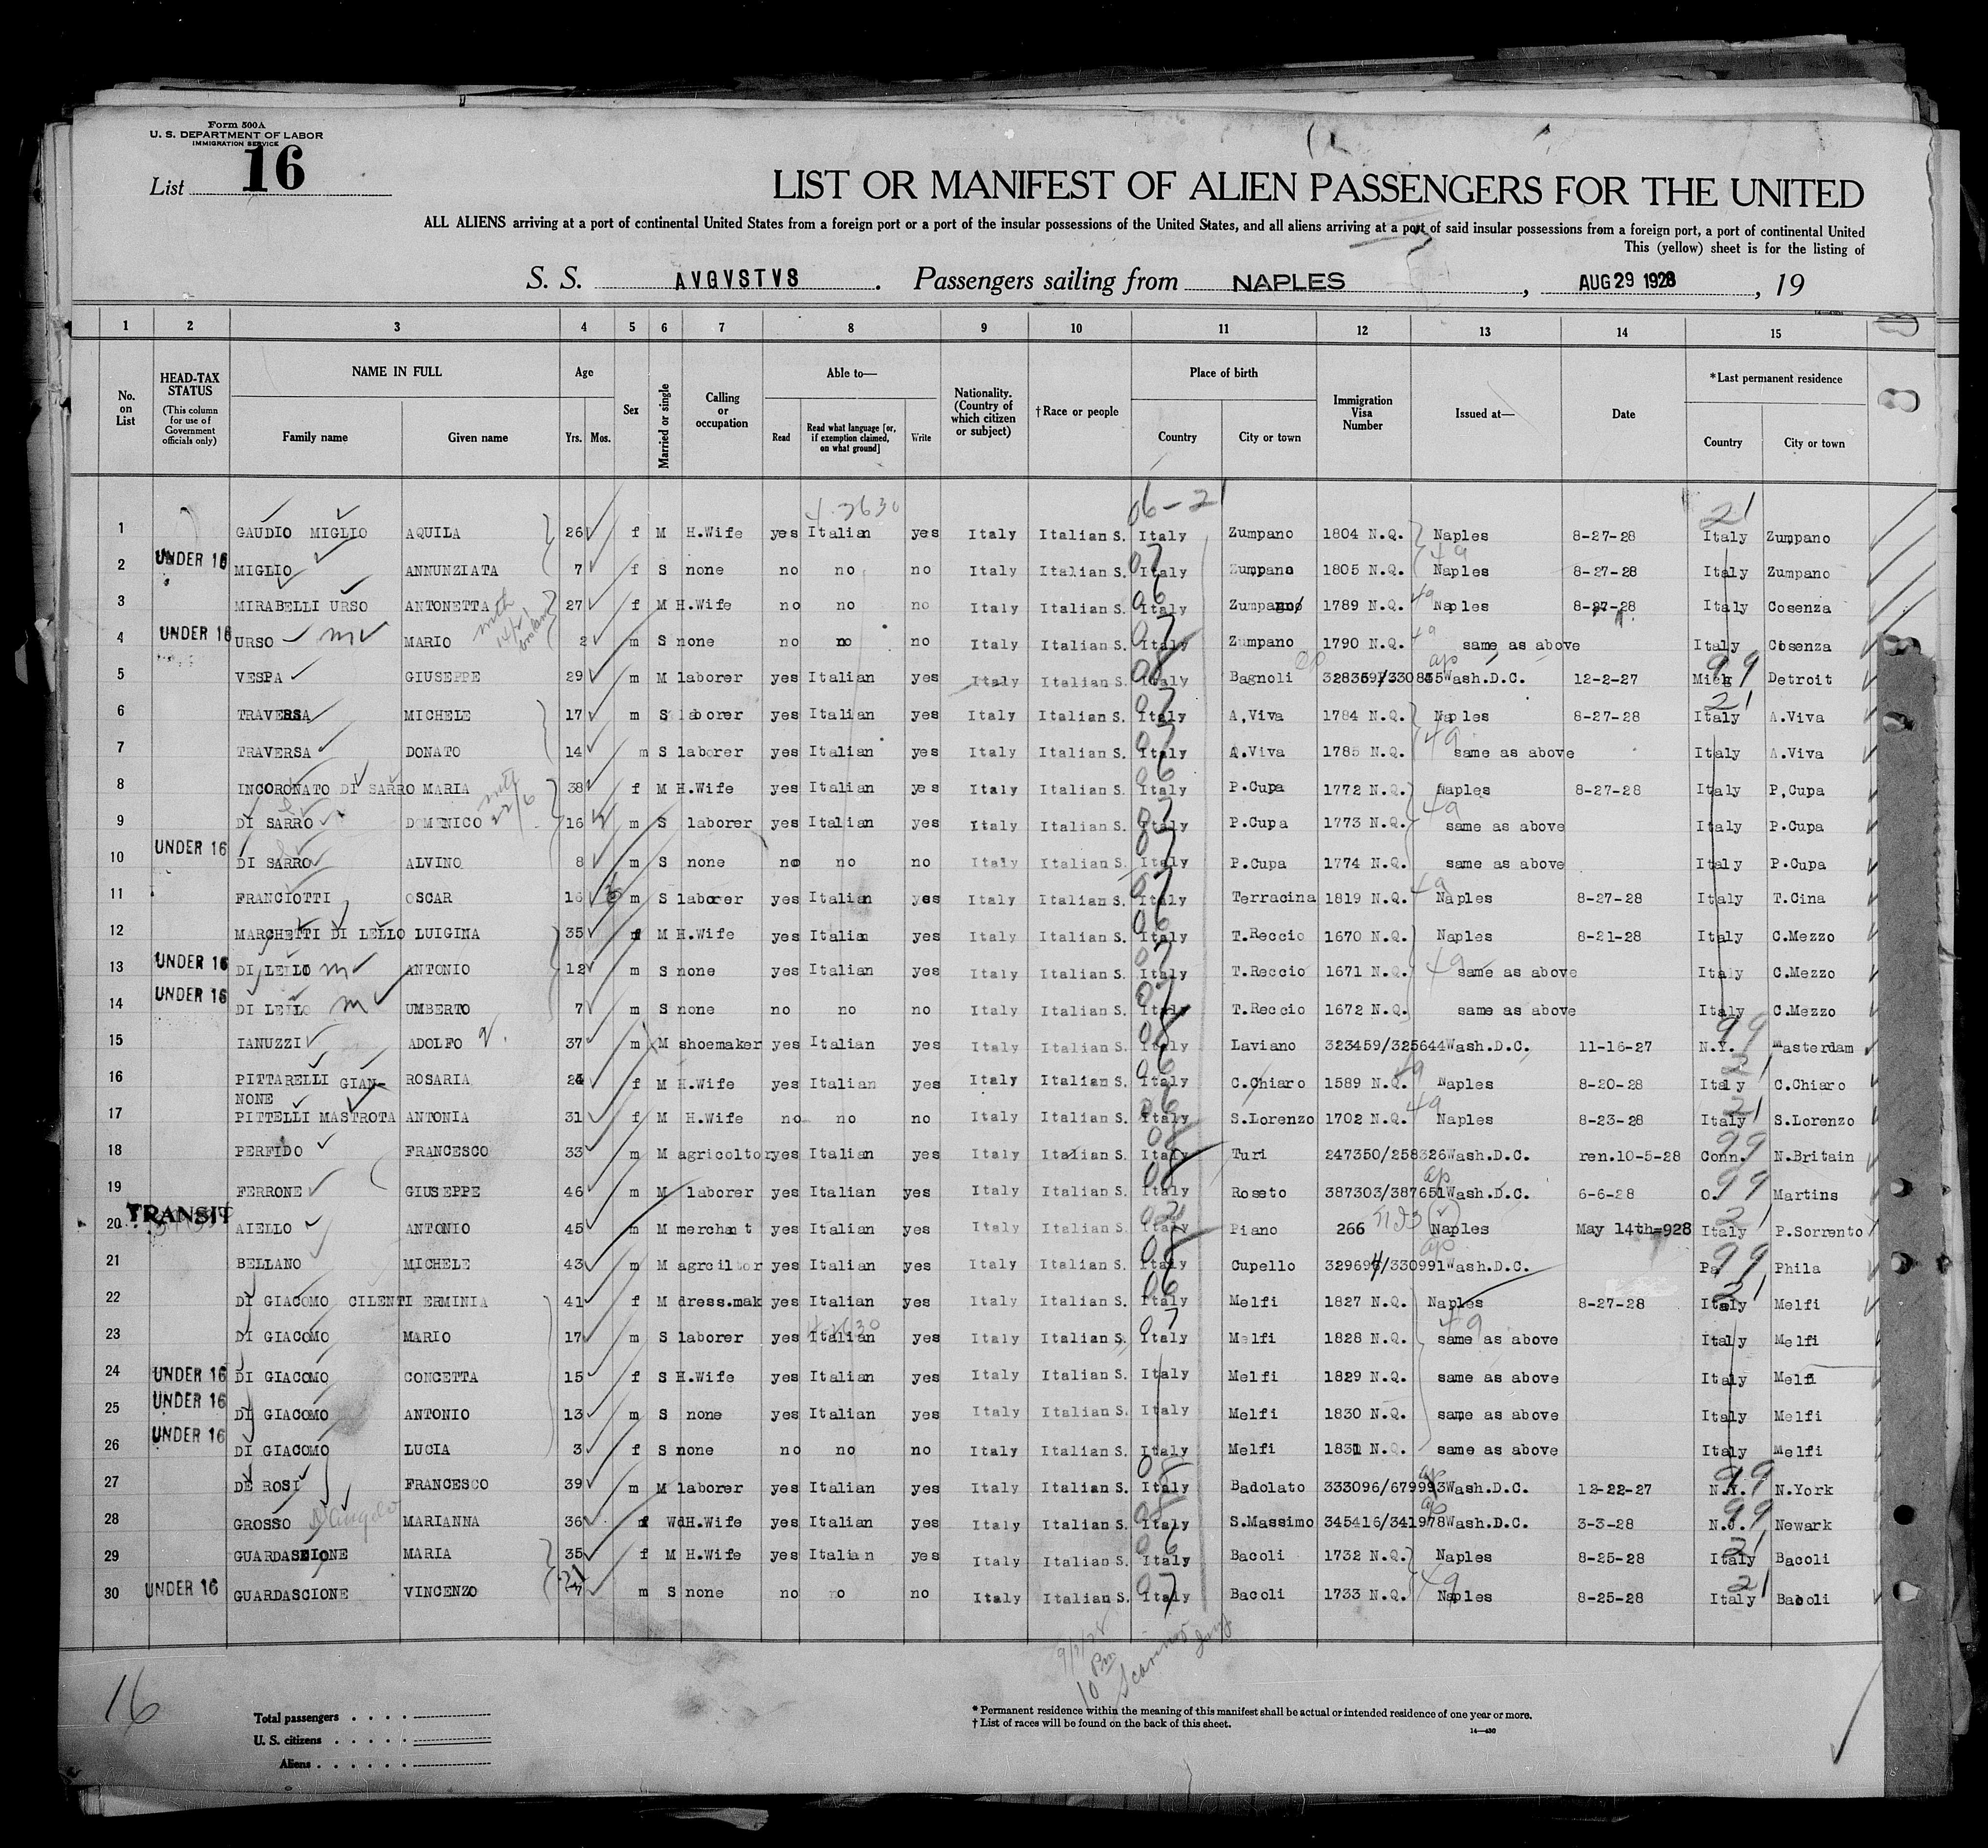 Form 500A
U. S. DEPARTMENT OF LABOR
IMMIGRATION SERVICE
List 16
LIST OR MANIFEST OF ALIEN PASSENGERS FOR THE UNITED
ALL ALIENS arriving at a port of continental United States from a foreign port or a port of the insular possessions of the United States, and all aliens arriving at a port of said insular possessions from a foreign port, a port of continental United
This (yellow) sheet is for the listing of
S. S. AVGVSTVS . Passengers sailing from NAPLES , AUG 29 1928 , 19
1 2 3 4 5 6 7 8 9 10 11 12 13 14 15
No. on List
HEAD-TAX STATUS (This column for use of Government officials only)
NAME IN FULL
Family name Given name
Age
Yrs. Mos.
Sex
Married or single
Calling or occupation
Able to—
Read
Read what language [or, if exemption claimed, on what ground]
Write
Nationality. (Country of which citizen or subject)
†Race or people
Place of birth
Country City or town
Immigration Visa Number
Issued at—
Date
*Last permanent residence
Country City or town
06-21
21
1 GAUDIO MIGLIO AQUILA 26 f M H.Wife yes Italian yes Italy Italian S. Italy Zumpano 1804 N.Q. Naples 8-27-28 Italy Zumpano
2 UNDER 16 MIGLIO ANNUNZIATA 7 f S none no no no Italy Italian S. Italy Zumpano 1805 N.Q. Naples 8-27-28 Italy Zumpano
3 MIRABELLI URSO ANTONETTA 27 f M H.Wife no no no Italy Italian S. Italy 1789 N.Q. Naples 8-27-28 Italy Cosenza
4 UNDER 16 URSO MARIO 2 m S none no no no Italy Italian S. Italy Zumpano 1790 N.Q. same as above Italy Cosenza
5 VESPA GIUSEPPE 29 m M laborer yes Italian yes Italy Italian S. Italy Bagnoli Wash.D.C. 12-2-27 Mich 99 Detroit
6 TRAVERSA MICHELE 17 m S laborer yes Italian yes Italy Italian S. Italy A.Viva 1784 N.Q. Naples 8-27-28 Italy A.Viva
7 TRAVERSA DONATO 14 m S laborer yes Italian yes Italy Italian S. Italy A.Viva 1785 N.Q. same as above Italy A.Viva
8 INCORONATO DI SARRO MARIA 38 f M H.Wife yes Italian yes Italy Italian S. Italy P.Cupa 1772 N.Q. Naples 8-27-28 Italy P.Cupa
9 DI SARRO DOMENICO 16 m S laborer yes Italian yes Italy Italian S. Italy P.Cupa 1773 N.Q. same as above Italy P.Cupa
10 UNDER 16 DI SARRO ALVINO 8 m S none no no no Italy Italian S. Italy P.Cupa 1774 N.Q. same as above Italy P.Cupa
11 FRANCIOTTI OSCAR 16 m S laborer yes Italian yes Italy Italian S. Italy Terracina 1819 N.Q. Naples 8-27-28 Italy T.Cina
12 MARCHETTI DI LELLO LUIGINA 35 f M H.Wife yes Italian yes Italy Italian S. Italy T.Reccio 1670 N.Q. Naples 8-21-28 Italy C.Mezzo
13 UNDER 16 DI LELLO ANTONIO 12 m S none yes Italian yes Italy Italian S. Italy T.Reccio 1671 N.Q. same as above Italy C.Mezzo
14 UNDER 16 DI LELLO UMBERTO 7 m S none no no no Italy Italian S. Italy T.Reccio 1672 N.Q. same as above Italy C.Mezzo
15 IANUZZI ADOLFO 37 m M shoemaker yes Italian yes Italy Italian S. Italy Laviano 323459/325644 Wash.D.C. 11-16-27 N.Y. 99 masterdam
16 PITTARELLI GIAN- ROSARIA f M H.Wife yes Italian yes Italy Italian S. Italy C.Chiaro 1589 N.Q. Naples 8-20-28 Italy C.Chiaro
NONE
17 PITTELLI MASTROTA ANTONIA 31 f M H.Wife no no no Italy Italian S. Italy S.Lorenzo 1702 N.Q. Naples 8-23-28 Italy 21 S.Lorenzo
18 PERFIDO FRANCESCO 33 m M agricoltor yes Italian yes Italy Italian S. Italy Turi 247350/258326 Wash.D.C. ren.10-5-28 Conn. 99 N.Britain
19 FERRONE GIUSEPPE 46 m M laborer yes Italian yes Italy Italian S. Italy Roseto 387303/387651 Wash.D.C. 6-6-28 O. 99 Martins
20 TRANSIT AIELLO ANTONIO 45 m M merchant yes Italian yes Italy Italian S. Italy Piano 266 Naples May 14th=928 Italy P.Sorrento
21 BELLANO MICHELE 43 m M agrciltor yes Italian yes Italy Italian S. Italy Cupello Wash.D.C. Pa 99 Phila
22 DI GIACOMO CILENTI ERMINIA 41 f M dress.mak yes Italian yes Italy Italian S. Italy Melfi 1827 N.Q. Naples 8-27-28 Italy Melfi
23 DI GIACOMO MARIO 17 m S laborer yes Italian yes Italy Italian S. Italy Melfi 1828 N.Q. same as above Italy Melfi
24 UNDER 16 DI GIACOMO CONCETTA 15 f S H.Wife yes Italian yes Italy Italian S. Italy Melfi 1829 N.Q. same as above Italy Melfi
25 UNDER 16 DI GIACOMO ANTONIO 13 m S none yes Italian yes Italy Italian S. Italy Melfi 1830 N.Q. same as above Italy Melfi
26 UNDER 16 DI GIACOMO LUCIA 3 f S none no no no Italy Italian S. Italy Melfi 1831 N.Q. same as above Italy Melfi
27 DE ROSI FRANCESCO 39 m M laborer yes Italian yes Italy Italian S. Italy Badolato 333096/679993 Wash.D.C. 12-22-27 N.Y. 99 N.York
28 GROSSO D'Angelo MARIANNA 36 f Wd H.Wife yes Italian yes Italy Italian S. Italy S.Massimo 345416/341978 Wash.D.C. 3-3-28 N.J. 99 Newark
29 GUARDASCIONE MARIA 35 f M H.Wife yes Italian yes Italy Italian S. Italy Bacoli 1732 N.Q. Naples 8-25-28 Italy Bacoli
30 UNDER 16 GUARDASCIONE VINCENZO 7 m S none no no no Italy Italian S. Italy Bacoli 1733 N.Q. Naples 8-25-28 Italy 21 Bacoli
16
Total passengers
U. S. citizens
Aliens
* Permanent residence within the meaning of this manifest shall be actual or intended residence of one year or more.
† List of races will be found on the back of this sheet.
14—430